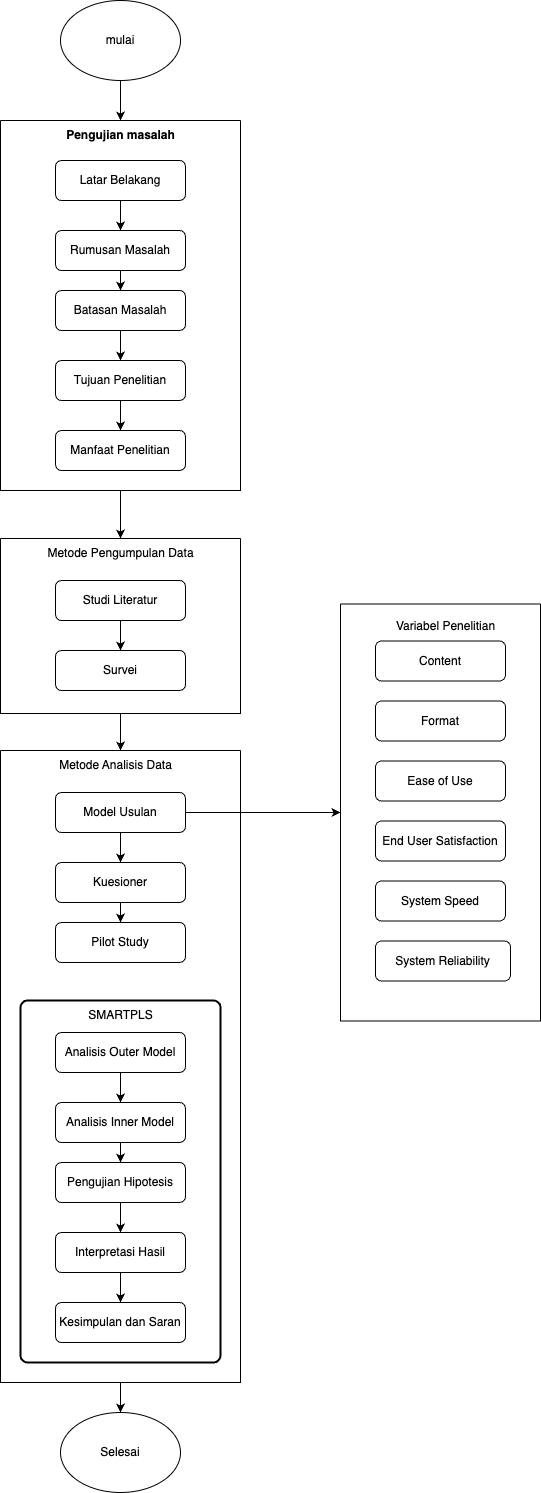 mulai
Pengujian masalah
Latar Belakang
Rumusan Masalah
Batasan Masalah
Tujuan Penelitian
Manfaat Penelitian
Metode Pengumpulan Data
Studi Literatur
Survei
Metode Analisis Data
Model Usulan
Kuesioner
Pilot Study
SMARTPLS
Analisis Outer Model
Analisis Inner Model
Pengujian Hipotesis
Interpretasi Hasil
Kesimpulan dan Saran
Selesai
Variabel Penelitian
Content
Format
Ease of Use
End User Satisfaction
System Speed
System Reliability